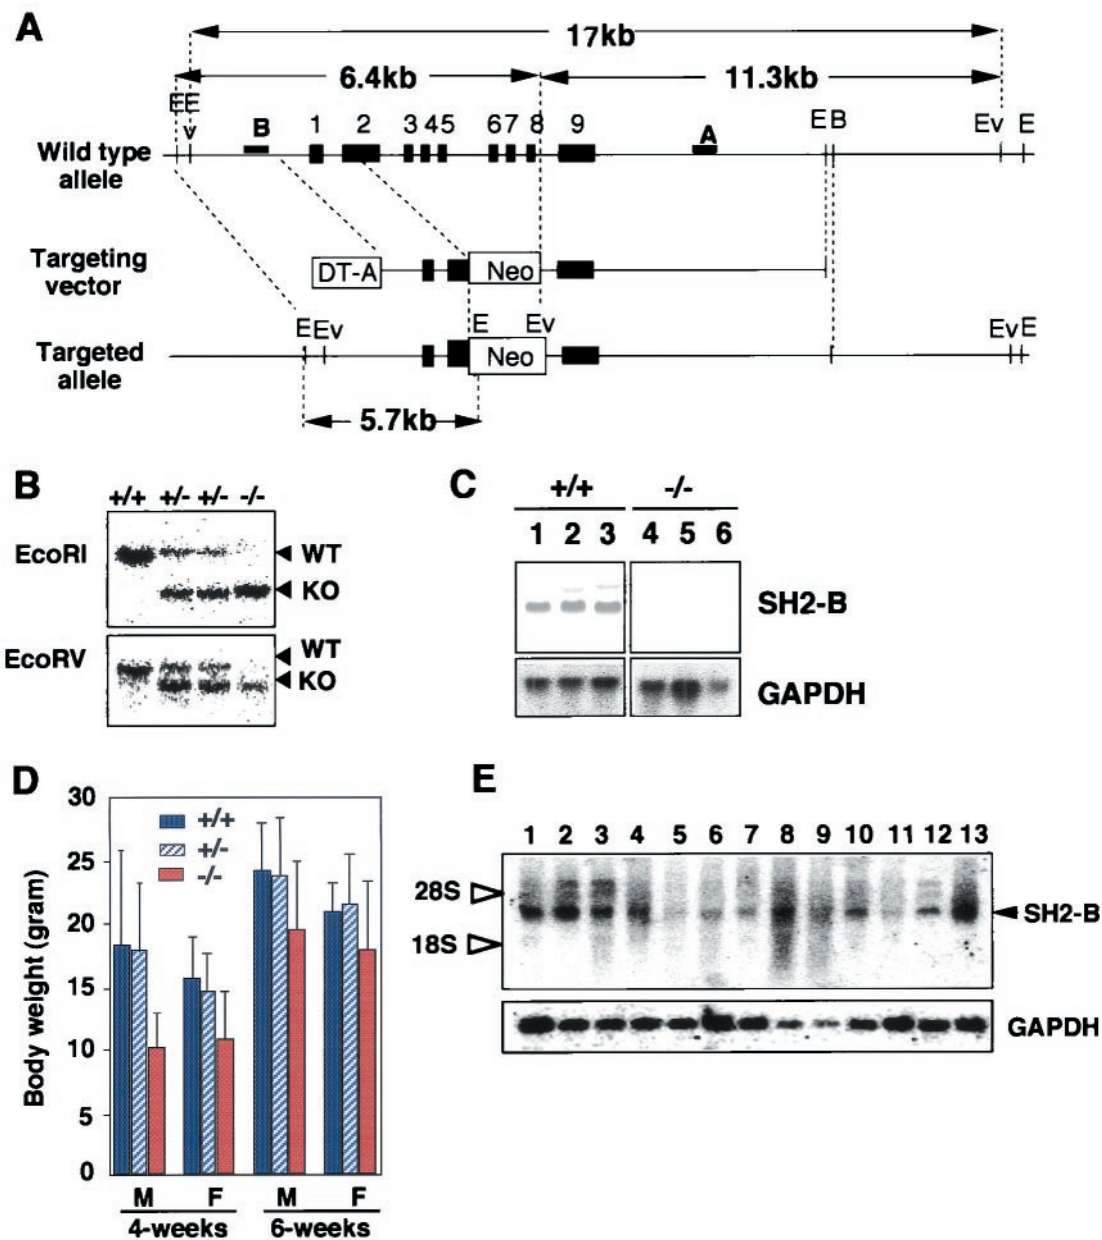 A
17kb
6.4kb
11.3kb
EE
v
B
1 2 3 4 5 6 7 8 9
A
E B
Ev E
Wild type
allele
Targeting
vector
DT-A
Neo
E Ev
E
Ev
Ev E
Targeted
allele
Neo
5.7kb
B
+/+ +/- +/- -/-
EcoRI
WT
KO
EcoRV
WT
KO
C
+/+ -/-
1 2 3 4 5 6
SH2-B
GAPDH
D
Body weight (gram)
30
25
20
15
10
5
0
+/+
+/-
-/-
M F M F
4-weeks 6-weeks
E
1 2 3 4 5 6 7 8 9 10 11 12 13
28S
18S
SH2-B
GAPDH